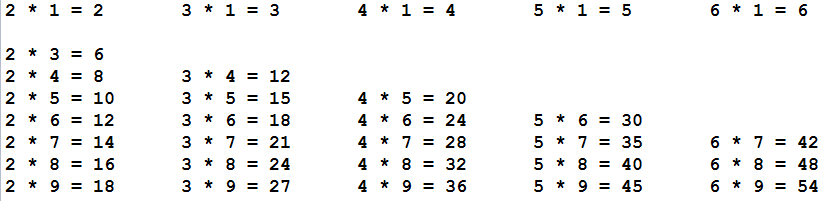 2 * 1 = 2 3 * 1 = 3 4 * 1 = 4 5 * 1 = 5 6 * 1 = 6
2 * 3 = 6
2 * 4 = 8 3 * 4 = 12
2 * 5 = 10 3 * 5 = 15 4 * 5 = 20
2 * 6 = 12 3 * 6 = 18 4 * 6 = 24 5 * 6 = 30
2 * 7 = 14 3 * 7 = 21 4 * 7 = 28 5 * 7 = 35 6 * 7 = 42
2 * 8 = 16 3 * 8 = 24 4 * 8 = 32 5 * 8 = 40 6 * 8 = 48
2 * 9 = 18 3 * 9 = 27 4 * 9 = 36 5 * 9 = 45 6 * 9 = 54